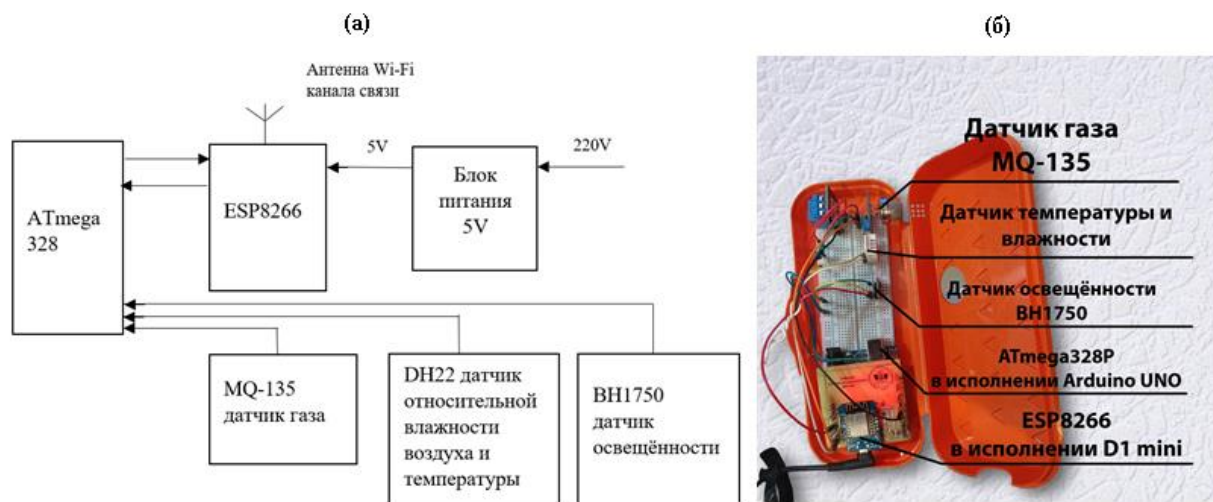 (а)
Антенна Wi-Fi
канала связи
ATmega
328
ESP8266
5V
Блок
питания
5V
220V
MQ-135
датчик газа
DH22 датчик
относительной
влажности
воздуха и
температуры
BH1750
датчик
освещённости
(б)
Датчик газа
MQ-135
Датчик температуры и
влажности
Датчик освещённости
BH1750
ATmega328P
в исполнении Arduino UNO
ESP8266
в исполнении D1 mini